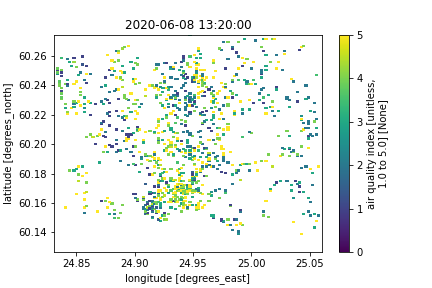 2020-06-08 13:20:00
60.26
60.24
60.22
60.20
60.18
60.16
60.14
latitude [degrees_north]
24.85 24.90 24.95 25.00 25.05
longitude [degrees_east]
5
4
3
2
1
0
air quality index [unitless,
1.0 to 5.0] [None]